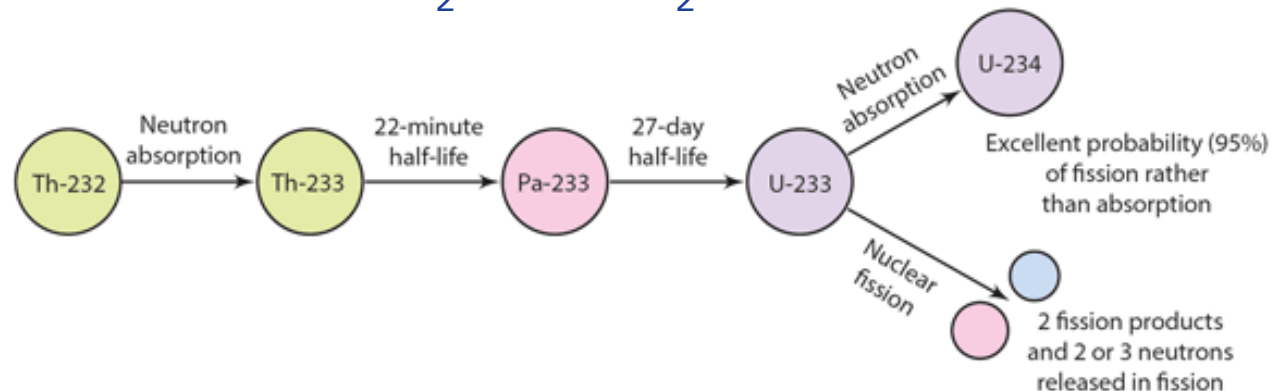 2 2
Th-232
Neutron
absorption
Th-233
22-minute
half-life
Pa-233
27-day
half-life
U-233
Neutron
absorption
U-234
Excellent probability (95%)
of fission rather
than absorption
Nuclear
fission
2 fission products
and 2 or 3 neutrons
released in fission